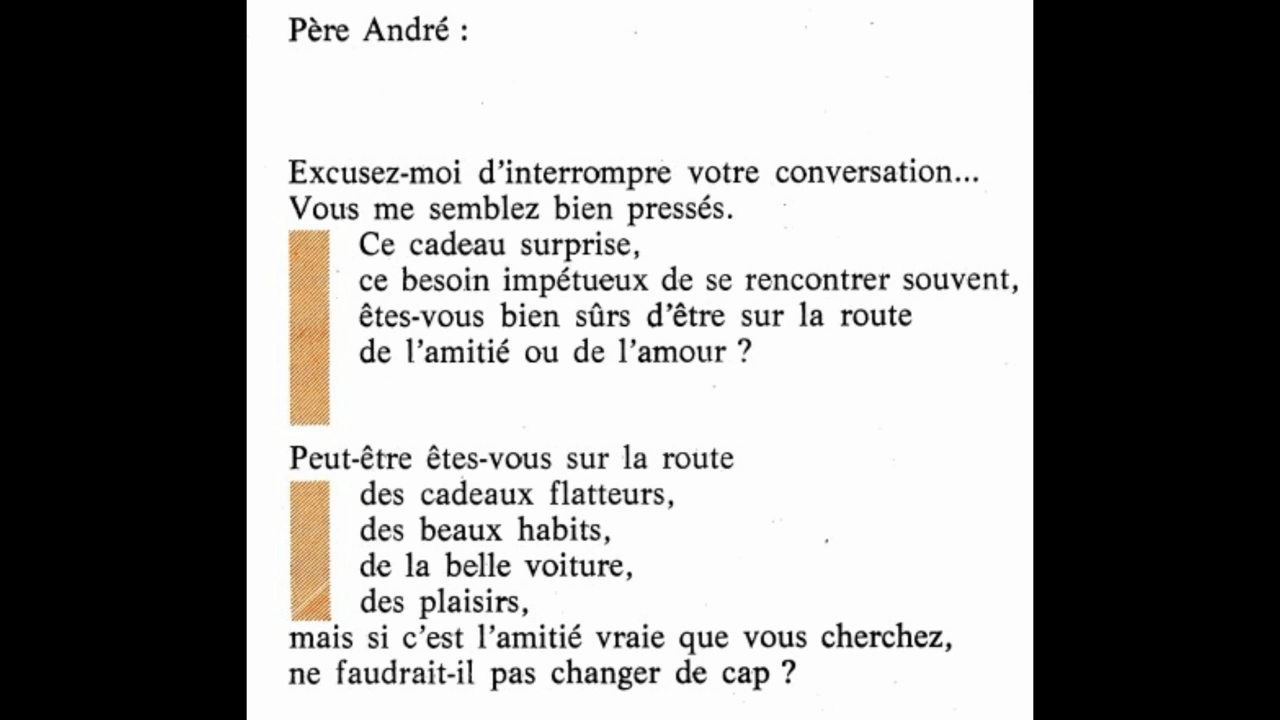 Père André :
Excusez-moi d'interrompre votre conversation...
Vous me semblez bien pressés.
Ce cadeau surprise,
ce besoin impétueux de se rencontrer souvent,
êtes-vous bien sûrs d'être sur la route
de l'amitié ou de l'amour ?
Peut-être êtes-vous sur la route
des cadeaux flatteurs,
des beaux habits,
de la belle voiture,
des plaisirs,
mais si c'est l'amitié vraie que vous cherchez,
ne faudrait-il pas changer de cap ?